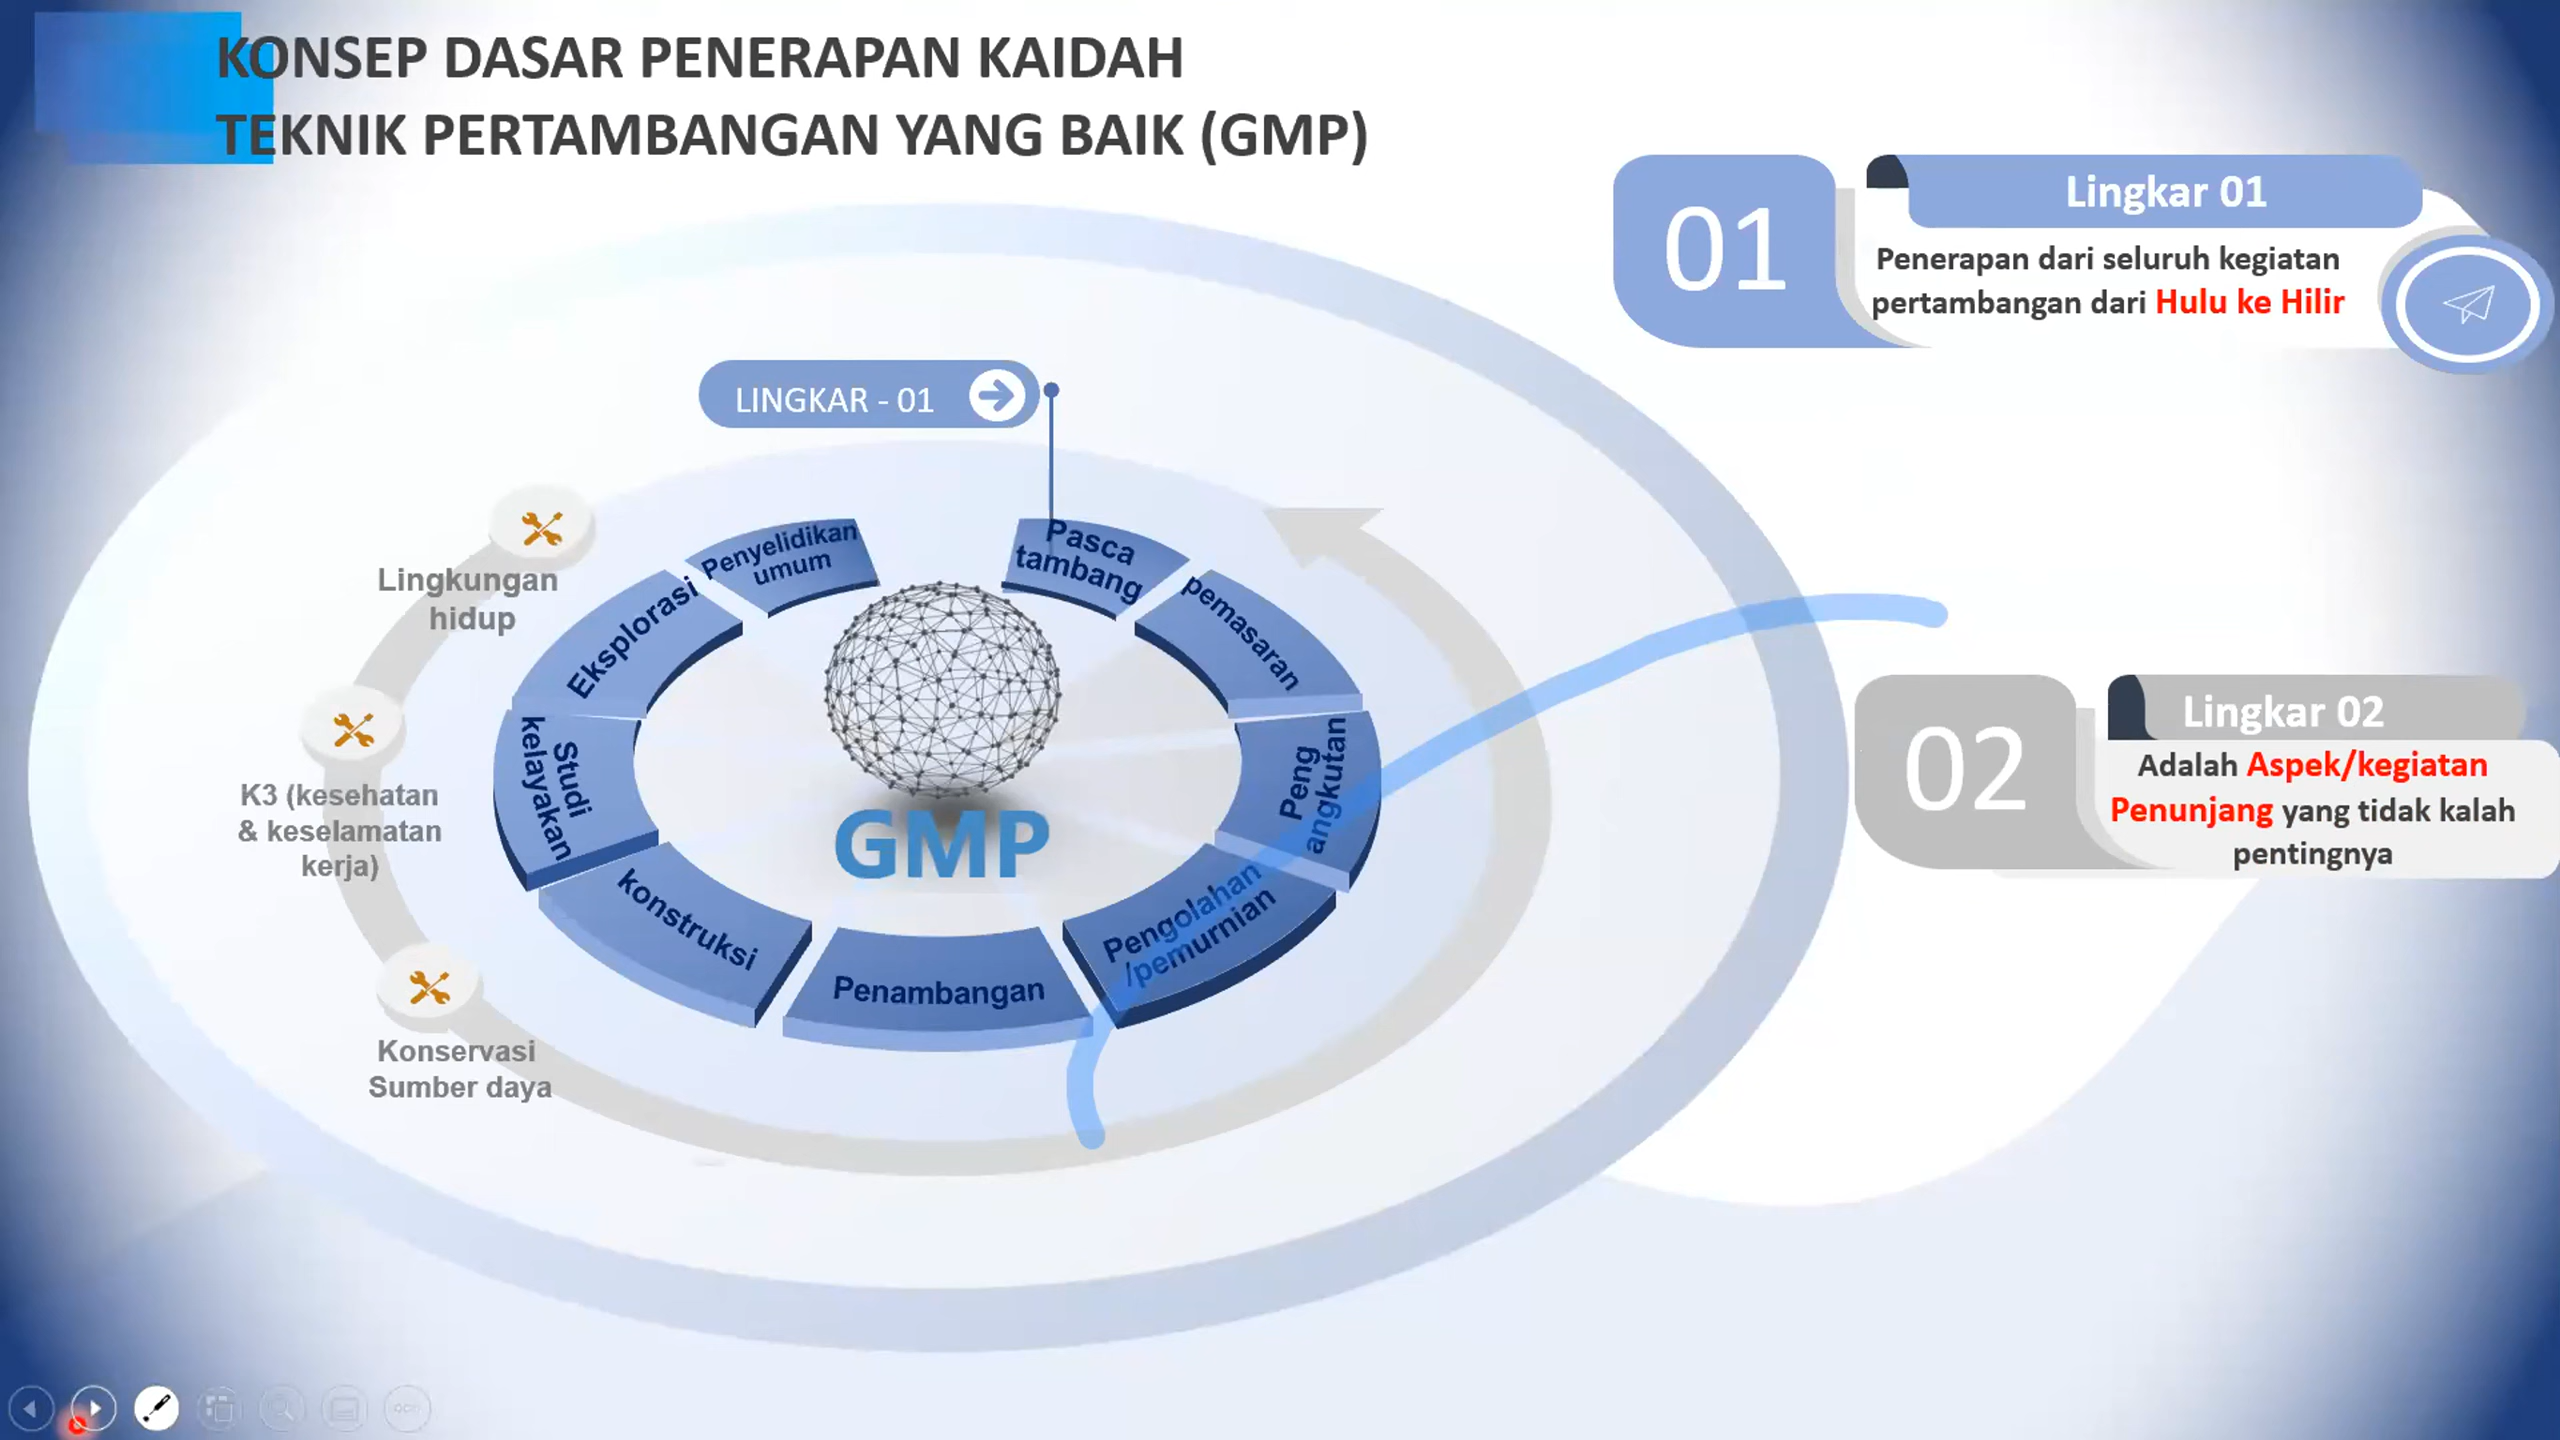 KONSEP DASAR PENERAPAN KAIDAH
TEKNIK PERTAMBANGAN YANG BAIK (GMP)
01
Lingkar 01
Penerapan dari seluruh kegiatan
pertambangan dari Hulu ke Hilir
LINGKAR - 01
Penyelidikan
umum
Eksplorasi
Studi
kelayakan
konstruksi
Penambangan
Pengolahan
/pemurnian
Peng
angkutan
pemasaran
Pasca
tambang
GMP
Lingkungan
hidup
K3 (kesehatan
& keselamatan
kerja)
Konservasi
Sumber daya
02
Lingkar 02
Adalah Aspek/kegiatan
Penunjang yang tidak kalah
pentingnya